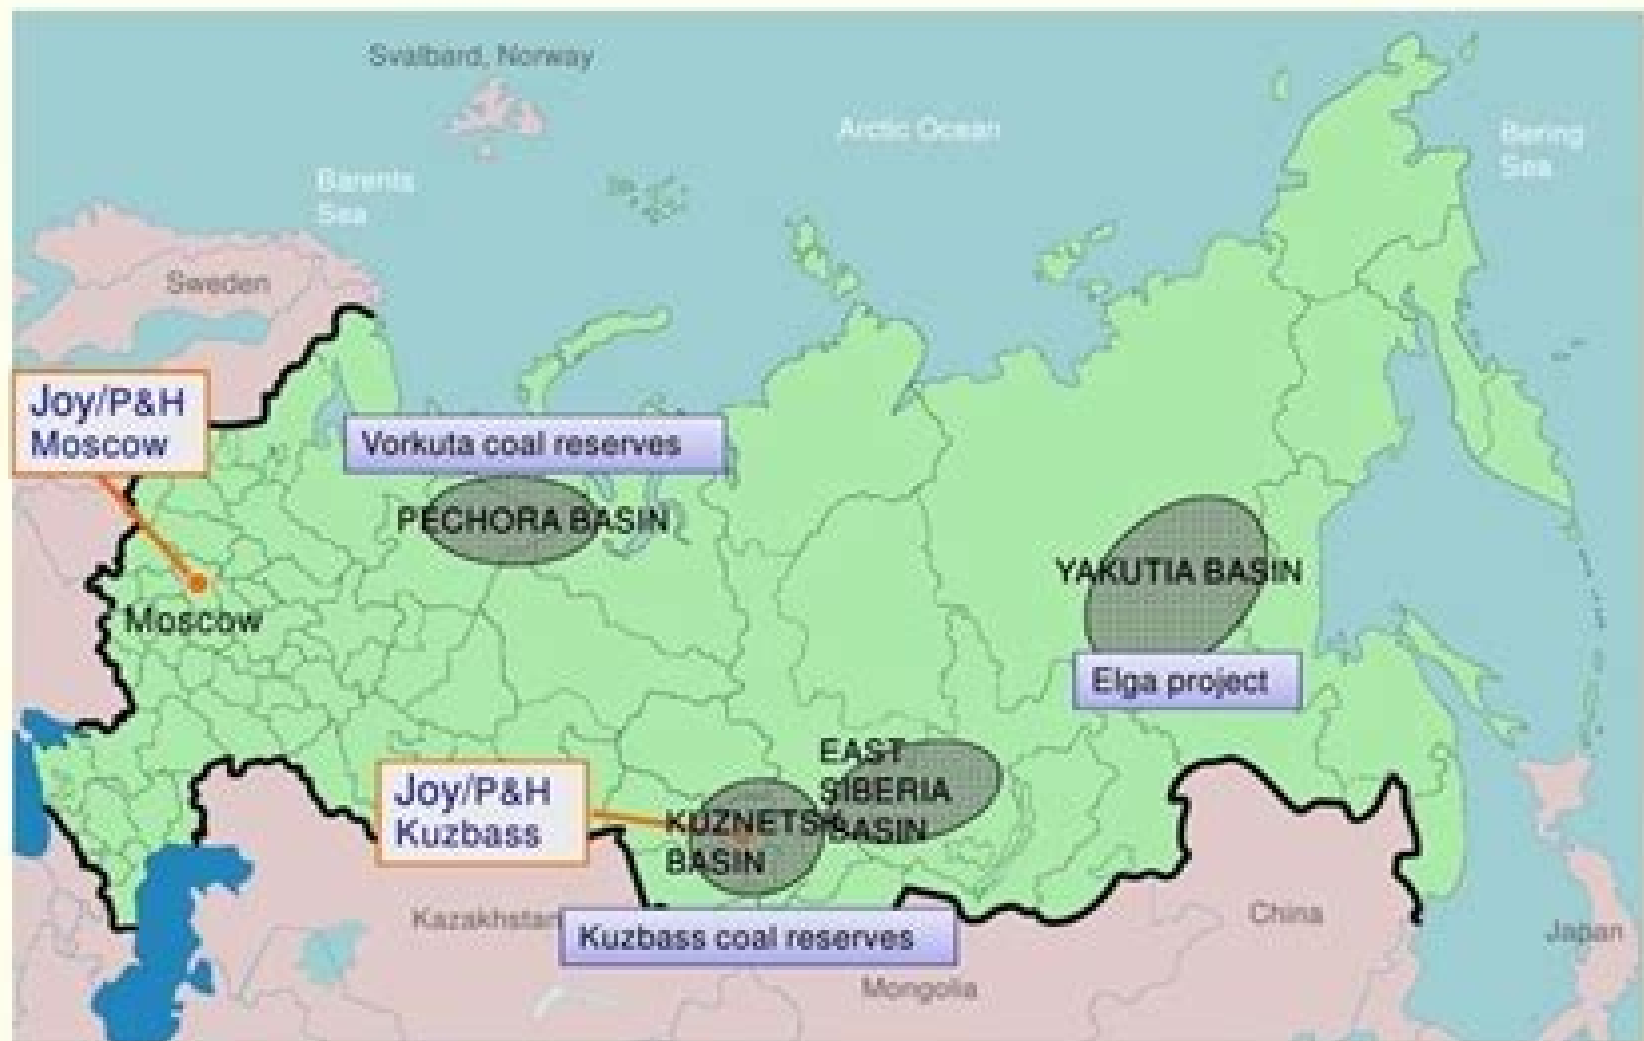 Svalbard, Norway
Arctic Ocean
Bering
Sea
Barents
Sea
Sweden
Joy/P&H
Moscow
Vorkuta coal reserves
PECHORA BASIN
YAKUTIA BASIN
Moscow
Elga project
EAST
SIBERIA
BASIN
Joy/P&H
Kuzbass
KUZNETSK
BASIN
Kazakhstan
China
Kuzbass coal reserves
Japan
Mongolia